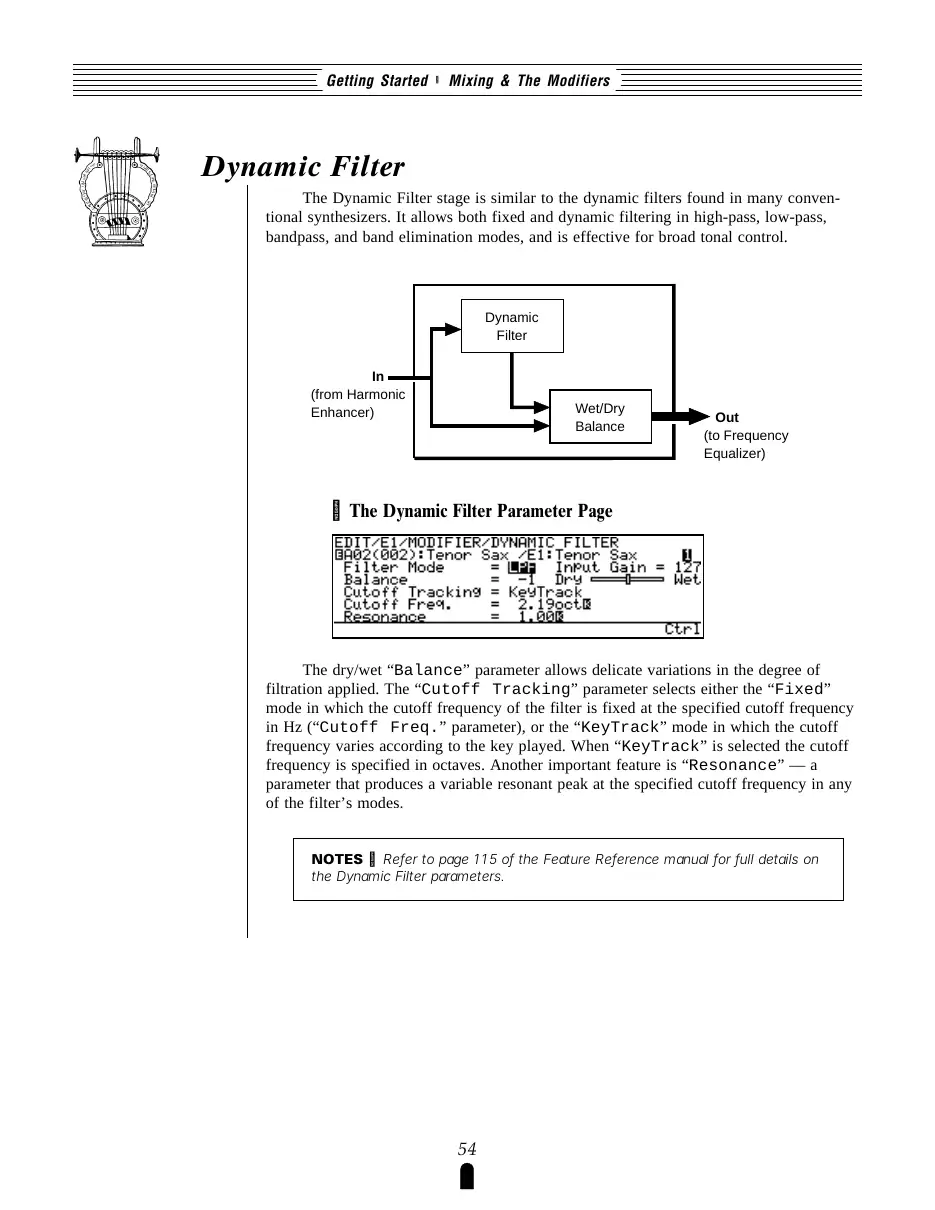 Getting Started Mixing & The Modifiers
Dynamic Filter
The Dynamic Filter stage is similar to the dynamic filters found in many conven-
tional synthesizers. It allows both fixed and dynamic filtering in high-pass, low-pass,
bandpass, and band elimination modes, and is effective for broad tonal control.
Dynamic
Filter
In
(from Harmonic
Enhancer)
Wet/Dry
Balance
Out
(to Frequency
Equalizer)
The Dynamic Filter Parameter Page
EDIT/E1/MODIFIER/DYNAMIC FILTER
EA02(002):Tenor Sax /E1:Tenor Sax 1
Filter Mode = LPF Input Gain = 127
Balance = -1 Dry Wet
Cutoff Tracking = KeyTrack
Cutoff Freq. = 2.19oct
Resonance = 1.00
Ctrl
The dry/wet “Balance” parameter allows delicate variations in the degree of
filtration applied. The “Cutoff Tracking” parameter selects either the “Fixed”
mode in which the cutoff frequency of the filter is fixed at the specified cutoff frequency
in Hz (“Cutoff Freq.” parameter), or the “KeyTrack” mode in which the cutoff
frequency varies according to the key played. When “KeyTrack” is selected the cutoff
frequency is specified in octaves. Another important feature is “Resonance” — a
parameter that produces a variable resonant peak at the specified cutoff frequency in any
of the filter’s modes.
NOTES Refer to page 115 of the Feature Reference manual for full details on
the Dynamic Filter parameters.
54